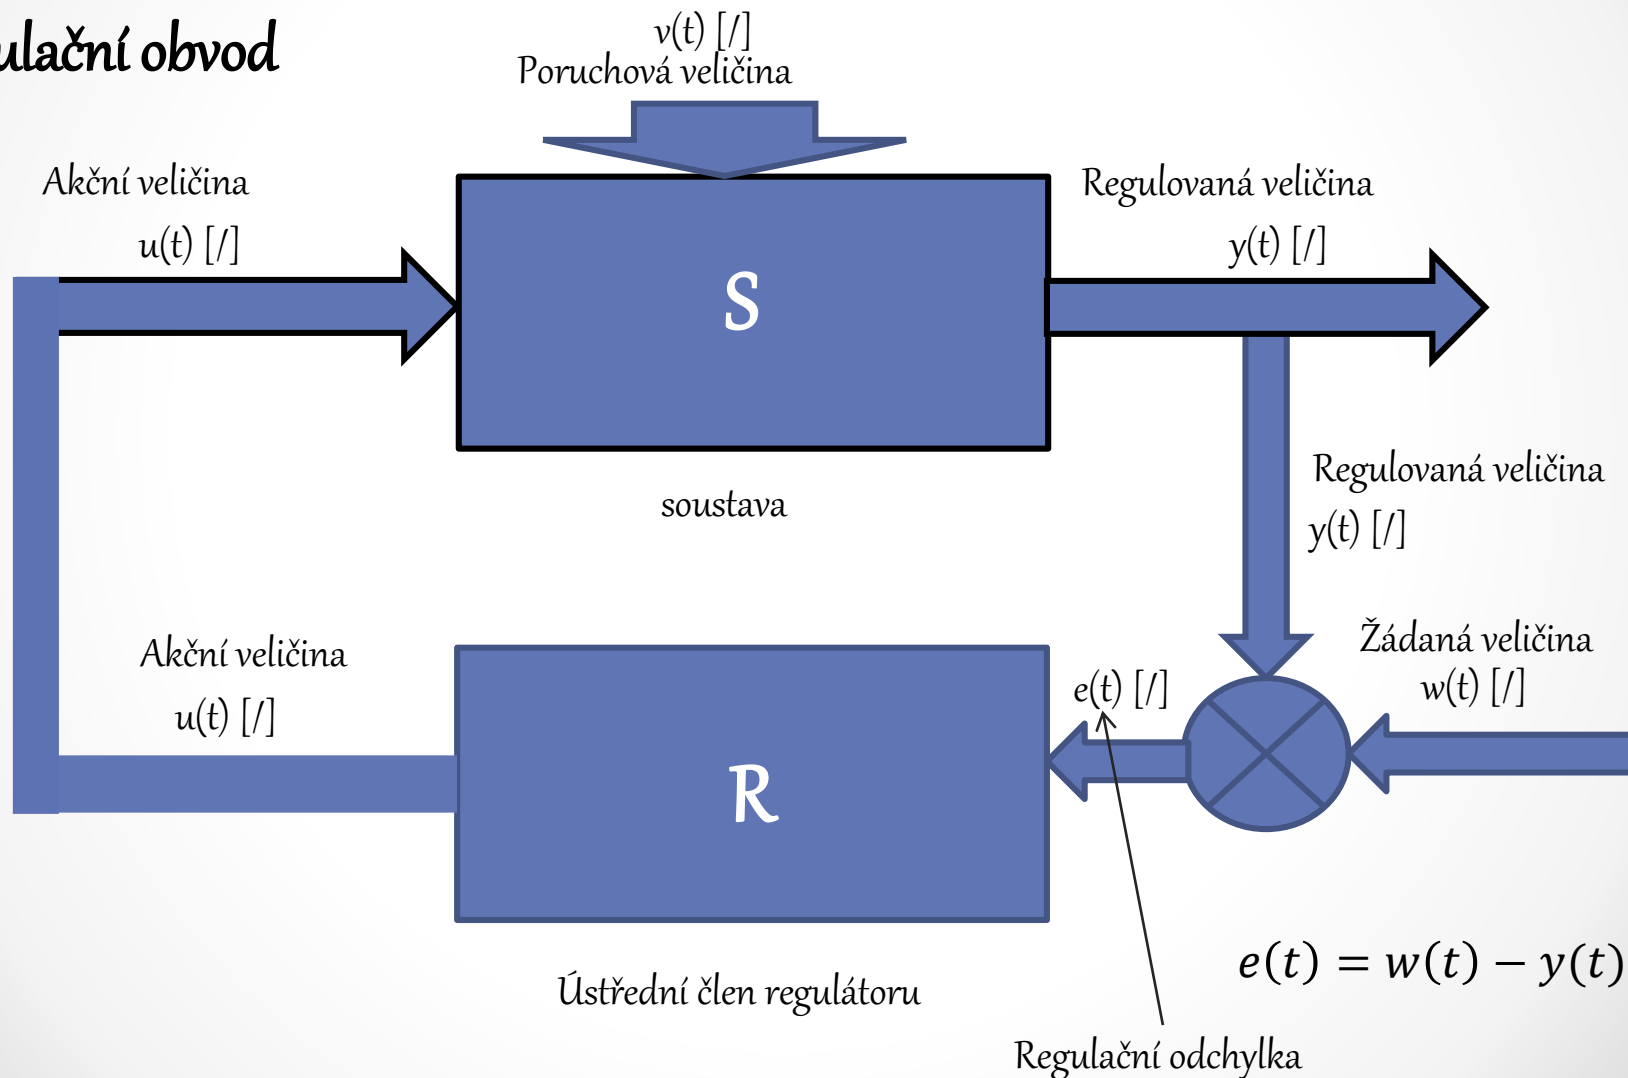 ulační obvod
v(t) [/]
Poruchová veličina
Akční veličina
u(t) [/]
Regulovaná veličina
y(t) [/]
S
soustava
Regulovaná veličina
y(t) [/]
Akční veličina
u(t) [/]
R
e(t) [/]
Žádaná veličina
w(t) [/]
e(t) = w(t) − y(t)
Ústřední člen regulátoru
Regulační odchylka